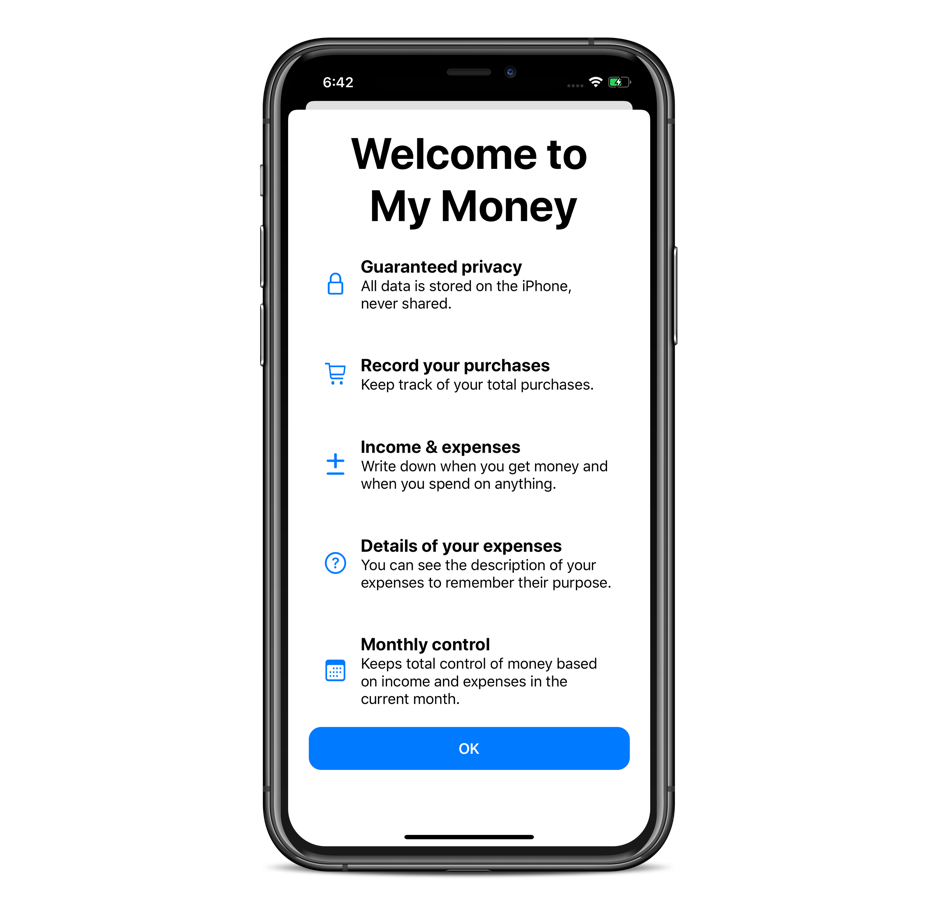 6:42
Welcome to
My Money
Guaranteed privacy
All data is stored on the iPhone,
never shared.
Record your purchases
Keep track of your total purchases.
Income & expenses
Write down when you get money and
when you spend on anything.
Details of your expenses
You can see the description of your
expenses to remember their purpose.
Monthly control
Keeps total control of money based
on income and expenses in the
current month.
OK